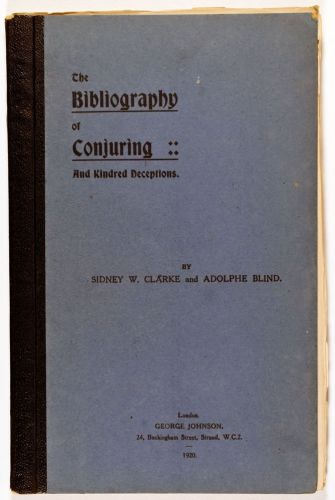 The
Bibliography
of
Conjuring ::
And Kindred Deceptions.
BY
SIDNEY W. CLARKE and ADOLPHE BLIND.
London.
GEORGE JOHNSON,
24, Buckingham Street, Strand, W.C.2.
1920.